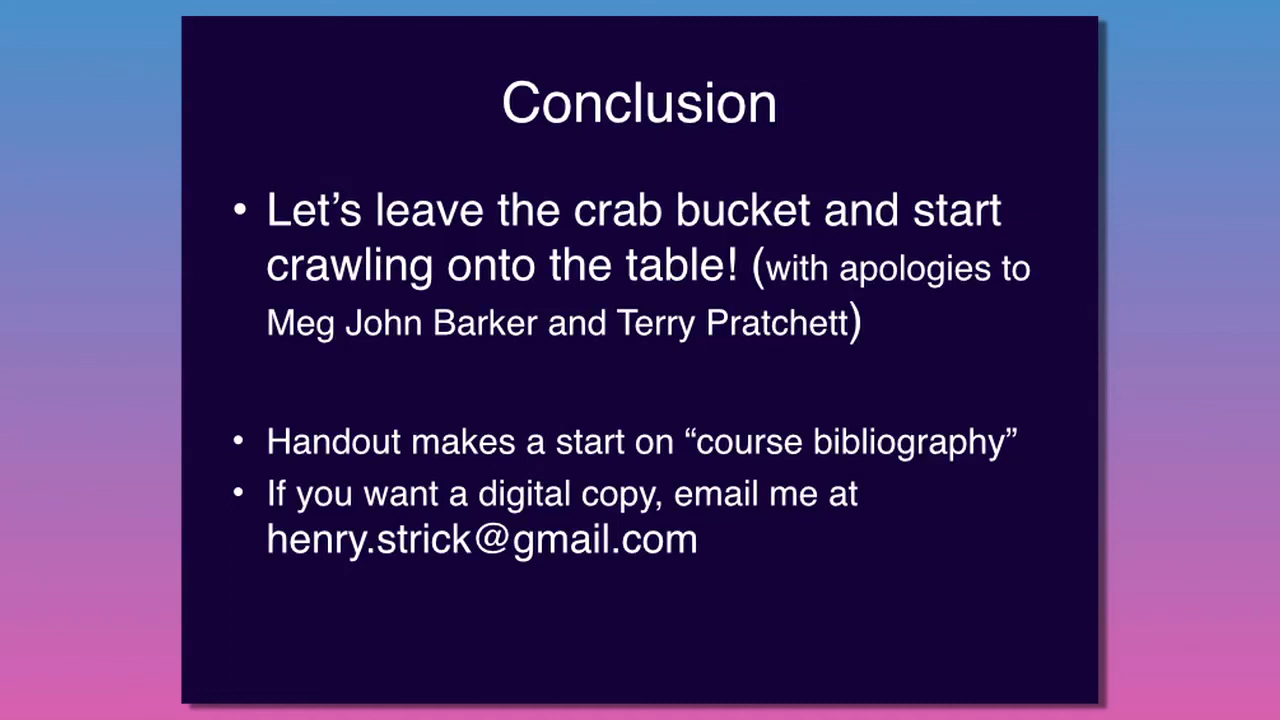 Conclusion
• Let’s leave the crab bucket and start
crawling onto the table! (with apologies to
Meg John Barker and Terry Pratchett)
• Handout makes a start on “course bibliography”
• If you want a digital copy, email me at
henry.strick@gmail.com